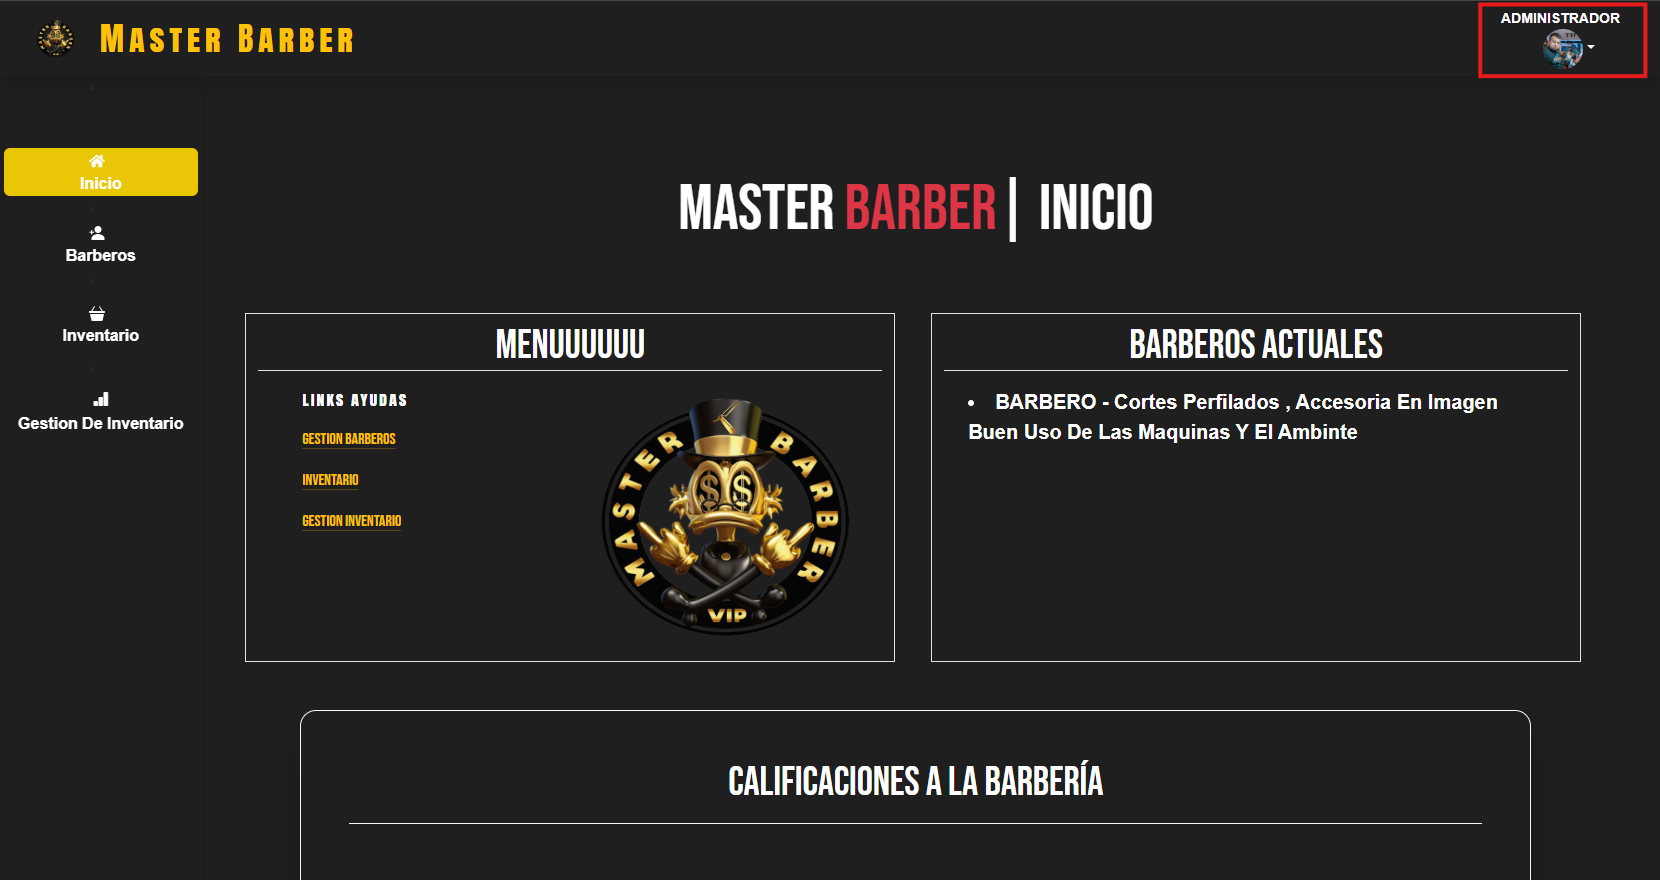 MASTER BARBER
ADMINISTRADOR
Inicio
Barberos
Inventario
Gestion De Inventario
MASTER BARBER| INICIO
MENUUUUUU
LINKS AYUDAS
GESTION BARBEROS
INVENTARIO
GESTION INVENTARIO
MASTER BARBER
VIP
BARBEROS ACTUALES
BARBERO - Cortes Perfilados , Accesoria En Imagen
Buen Uso De Las Maquinas Y El Ambinte
CALIFICACIONES A LA BARBERÍA